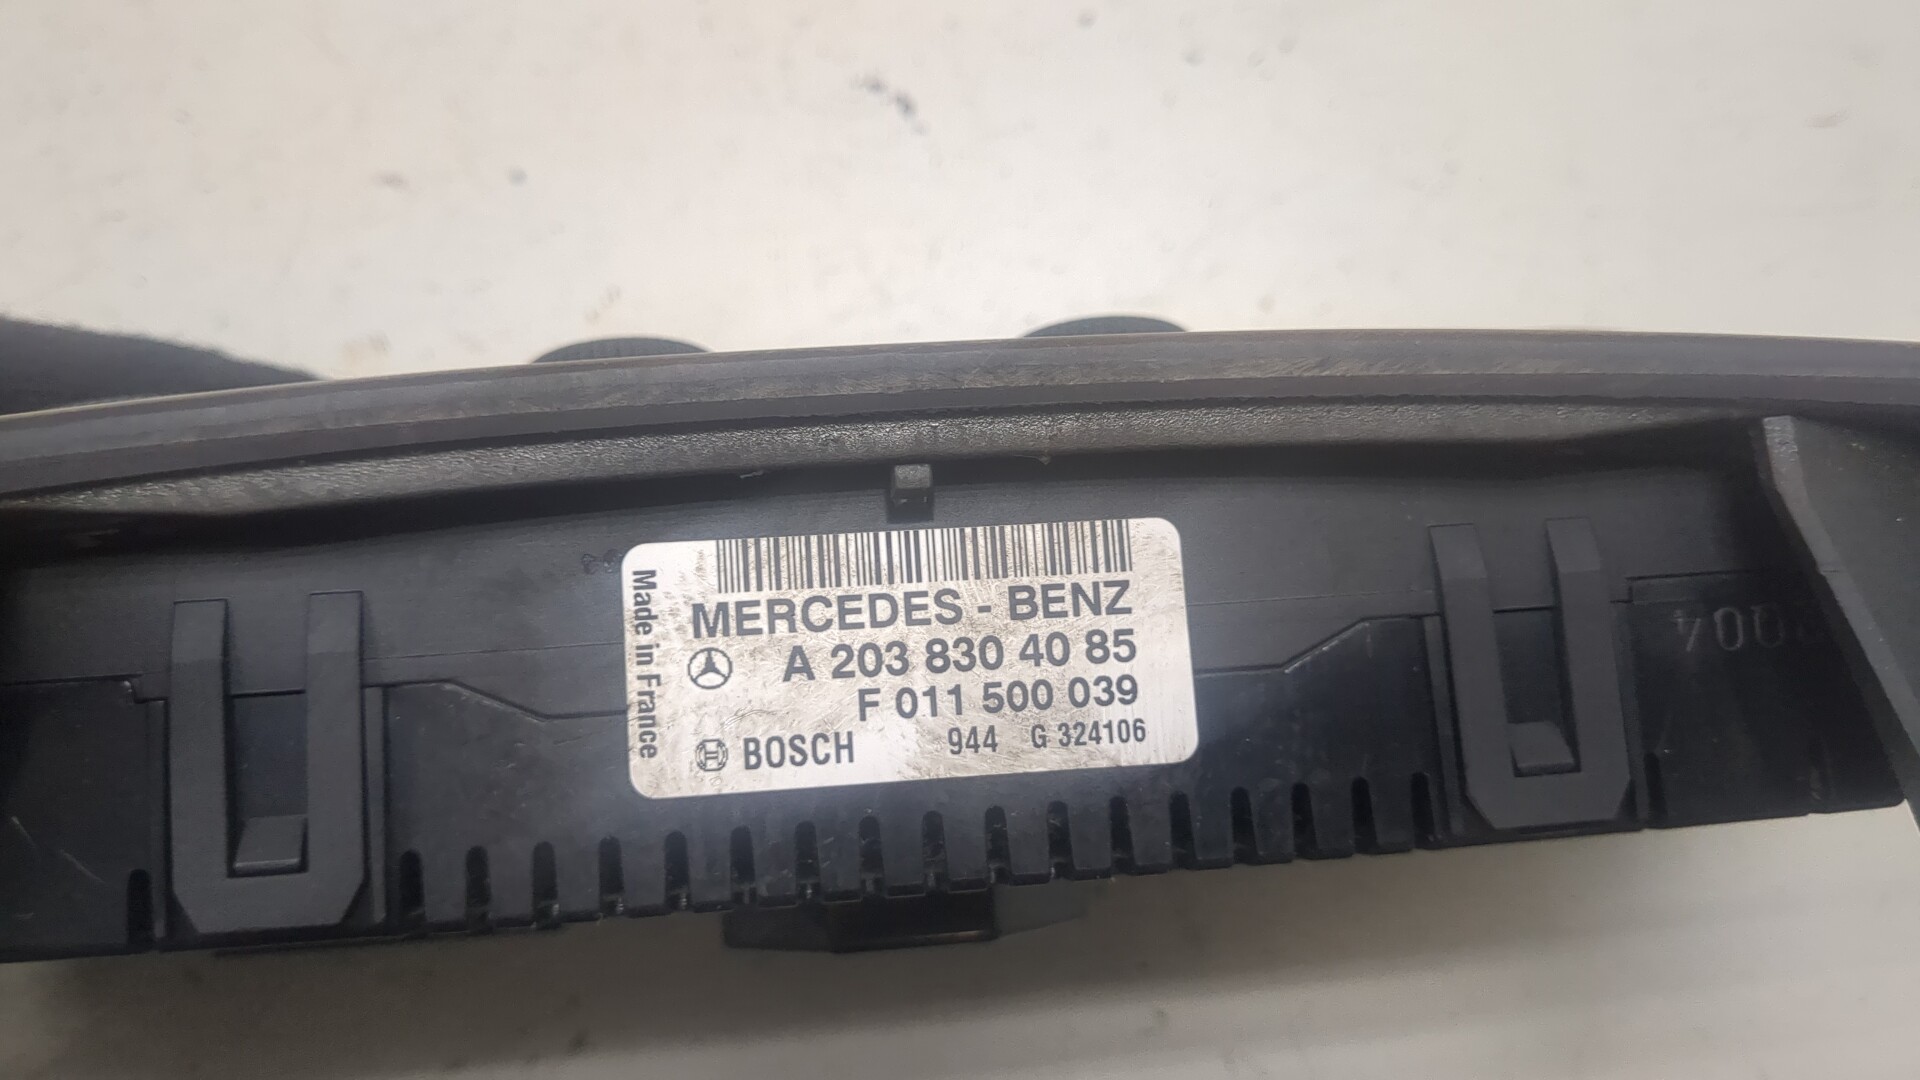 Made in France
MERCEDES - BENZ
A 203 830 40 85
F 011 500 039
BOSCH 944 G 324106